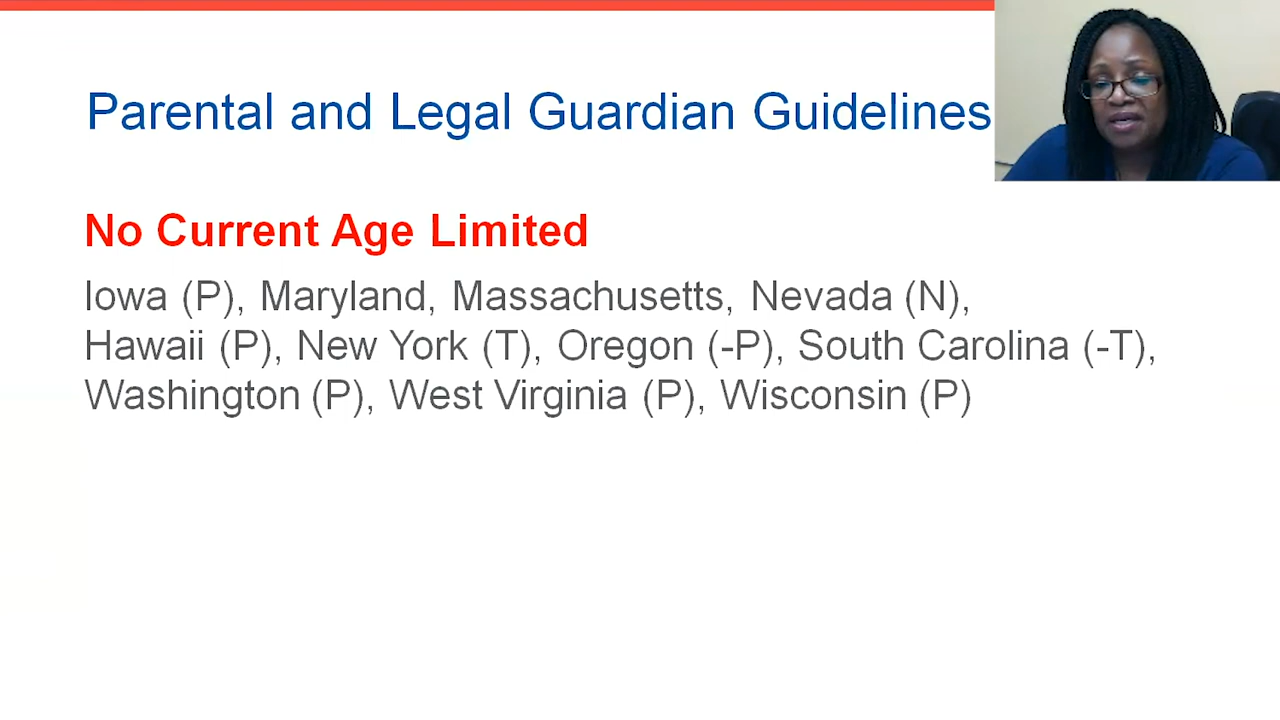 Parental and Legal Guardian Guidelines
No Current Age Limited
Iowa (P), Maryland, Massachusetts, Nevada (N),
Hawaii (P), New York (T), Oregon (-P), South Carolina (-T),
Washington (P), West Virginia (P), Wisconsin (P)